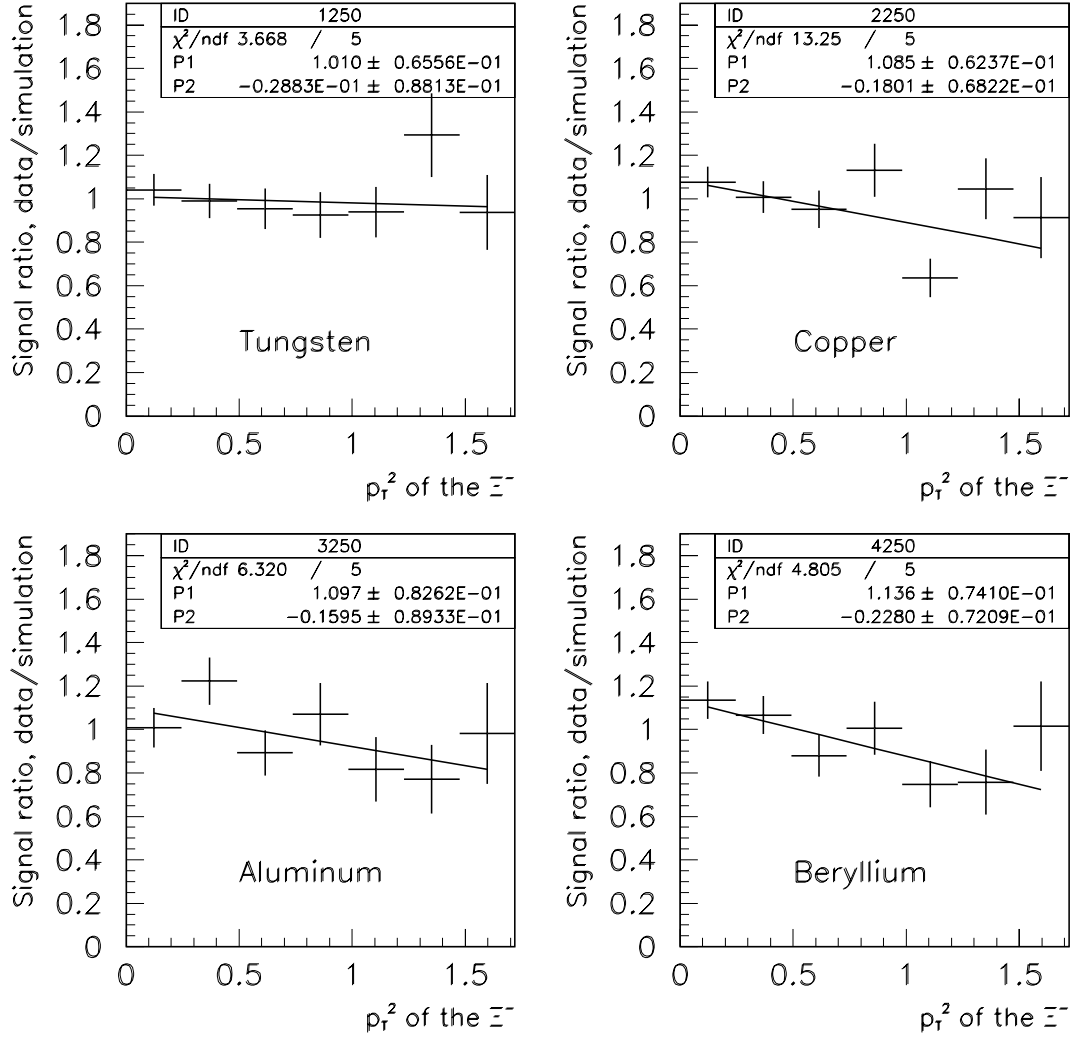 ID 1250
χ²/ndf 3.668 / 5
P1 1.010 ± 0.6556E-01
P2 -0.2883E-01 ± 0.8813E-01
Signal ratio, data/simulation
1.8
1.6
1.4
1.2
1
0.8
0.6
0.4
0.2
0
Tungsten
0 0.5 1 1.5
p_T² of the Ξ⁻
ID 2250
χ²/ndf 13.25 / 5
P1 1.085 ± 0.6237E-01
P2 -0.1801 ± 0.6822E-01
Signal ratio, data/simulation
1.8
1.6
1.4
1.2
1
0.8
0.6
0.4
0.2
0
Copper
0 0.5 1 1.5
p_T² of the Ξ⁻
ID 3250
χ²/ndf 6.320 / 5
P1 1.097 ± 0.8262E-01
P2 -0.1595 ± 0.8933E-01
Signal ratio, data/simulation
1.8
1.6
1.4
1.2
1
0.8
0.6
0.4
0.2
0
Aluminum
0 0.5 1 1.5
p_T² of the Ξ⁻
ID 4250
χ²/ndf 4.805 / 5
P1 1.136 ± 0.7410E-01
P2 -0.2280 ± 0.7209E-01
Signal ratio, data/simulation
1.8
1.6
1.4
1.2
1
0.8
0.6
0.4
0.2
0
Beryllium
0 0.5 1 1.5
p_T² of the Ξ⁻